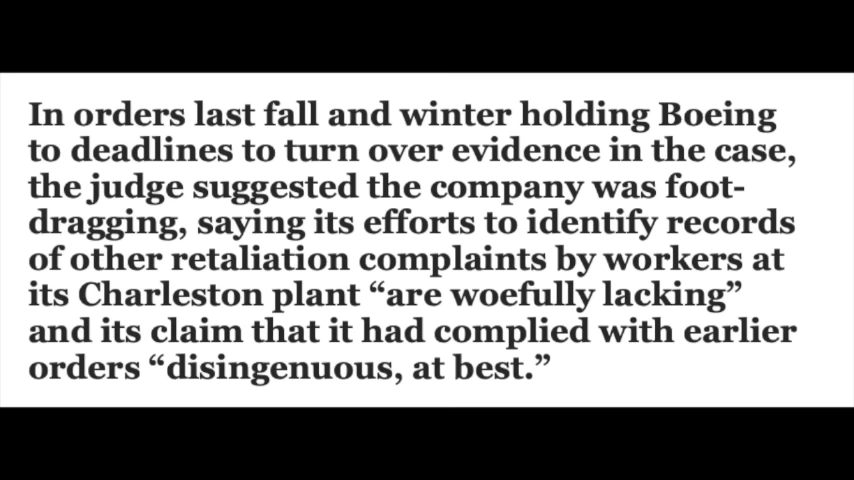 In orders last fall and winter holding Boeing
to deadlines to turn over evidence in the case,
the judge suggested the company was foot-
dragging, saying its efforts to identify records
of other retaliation complaints by workers at
its Charleston plant “are woefully lacking”
and its claim that it had complied with earlier
orders “disingenuous, at best.”